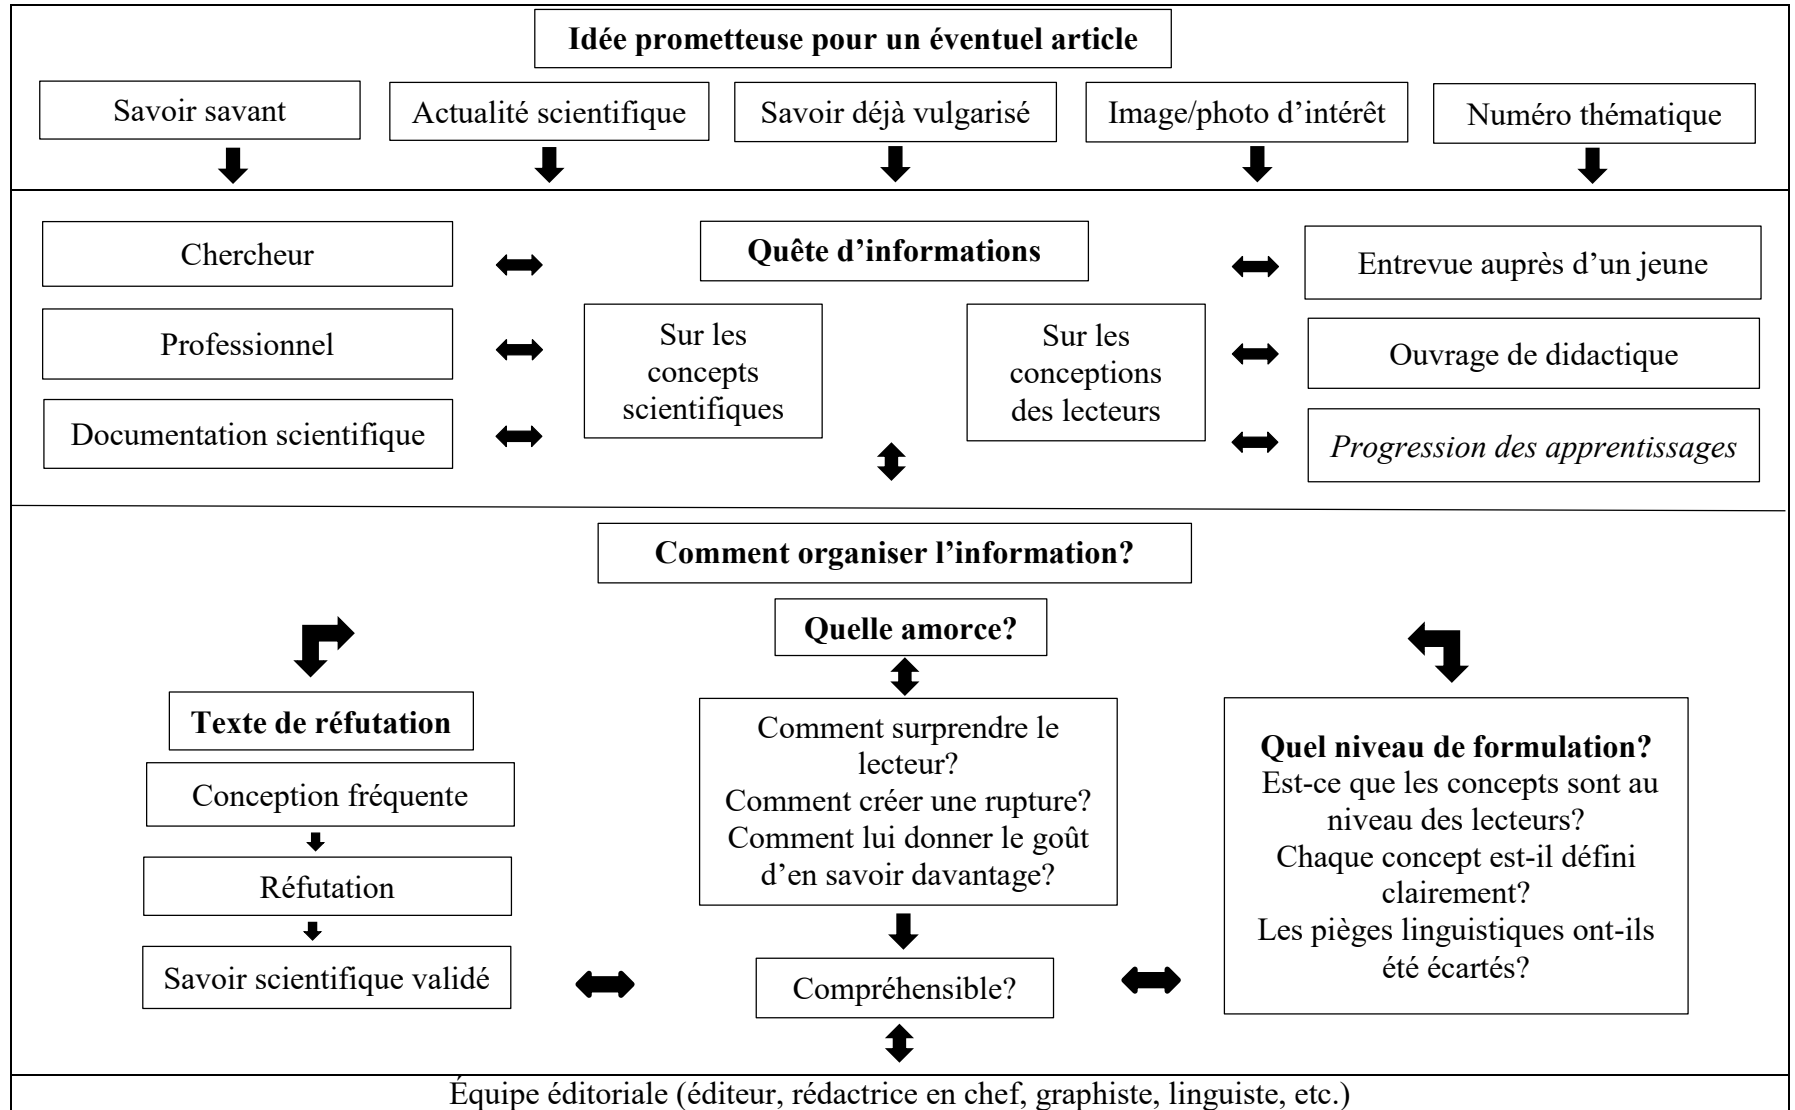 Idée prometteuse pour un éventuel article
Savoir savant
Actualité scientifique
Savoir déjà vulgarisé
Image/photo d’intérêt
Numéro thématique
Quête d’informations
Chercheur
Professionnel
Documentation scientifique
Sur les
concepts
scientifiques
Sur les
conceptions
des lecteurs
Entrevue auprès d’un jeune
Ouvrage de didactique
Progression des apprentissages
Comment organiser l’information?
Quelle amorce?
Texte de réfutation
Conception fréquente
Réfutation
Savoir scientifique validé
Comment surprendre le
lecteur?
Comment créer une rupture?
Comment lui donner le goût
d’en savoir davantage?
Compréhensible?
Quel niveau de formulation?
Est-ce que les concepts sont au
niveau des lecteurs?
Chaque concept est-il défini
clairement?
Les pièges linguistiques ont-ils
été écartés?
Équipe éditoriale (éditeur, rédactrice en chef, graphiste, linguiste, etc.)